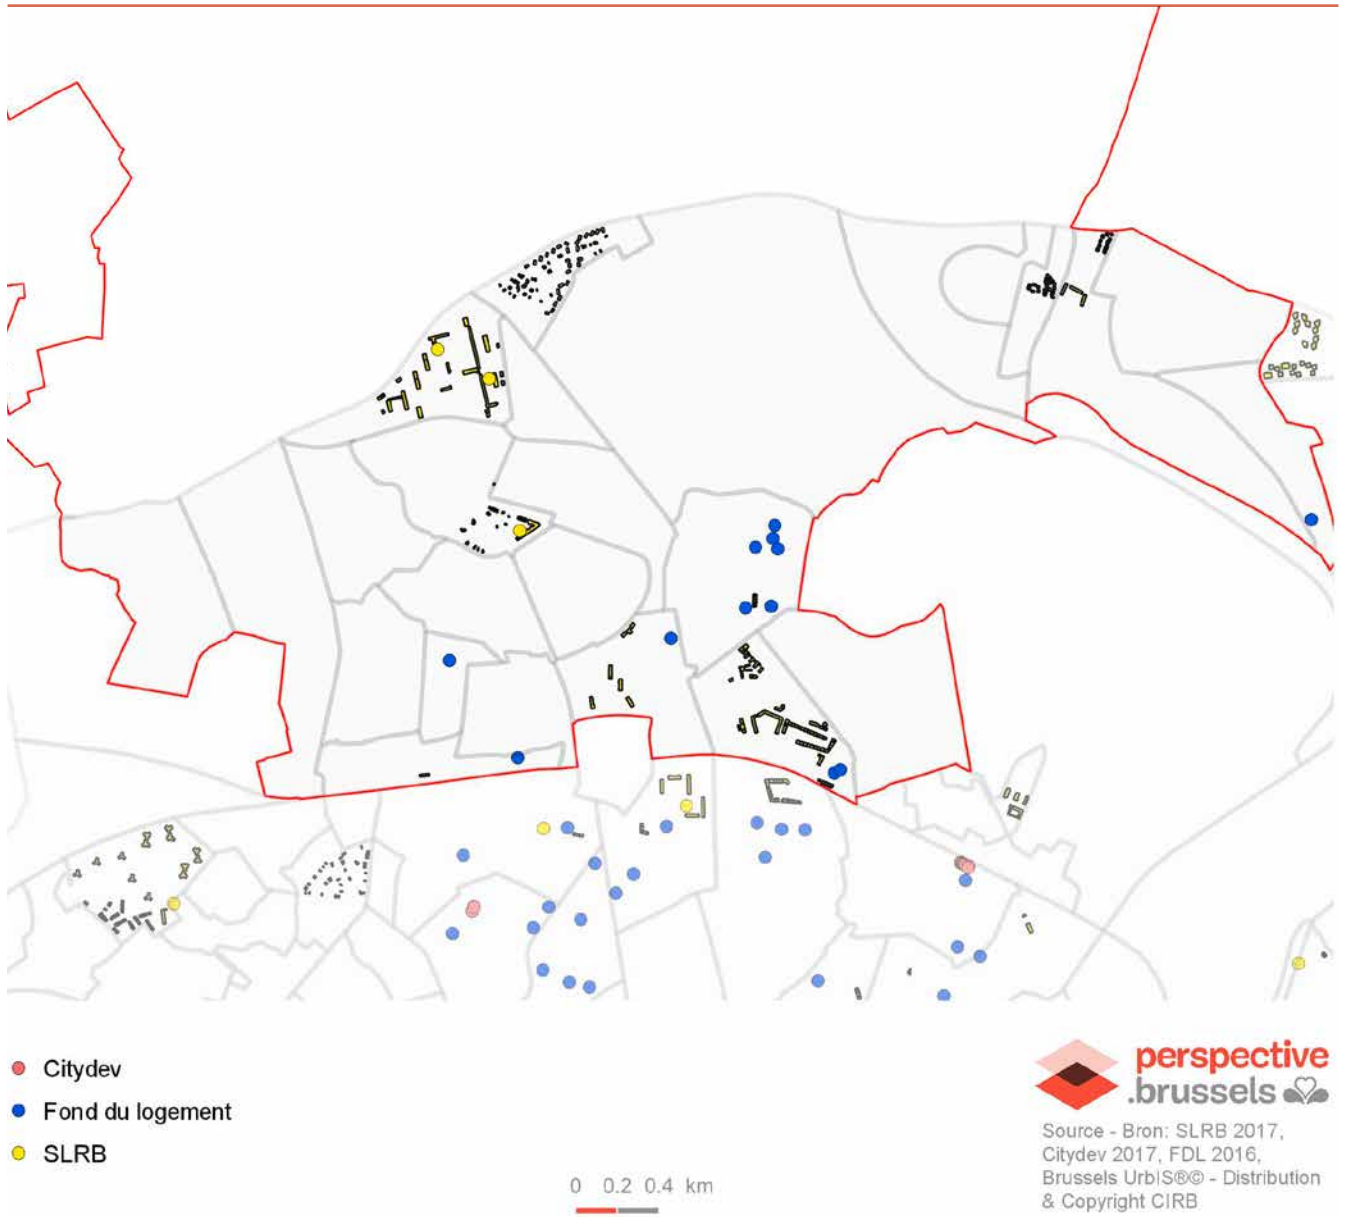 Citydev
Fond du logement
SLRB
0 0.2 0.4 km
perspective
.brussels
Source - Bron: SLRB 2017,
Citydev 2017, FDL 2016,
Brussels UrbIS®© - Distribution
& Copyright CIRB